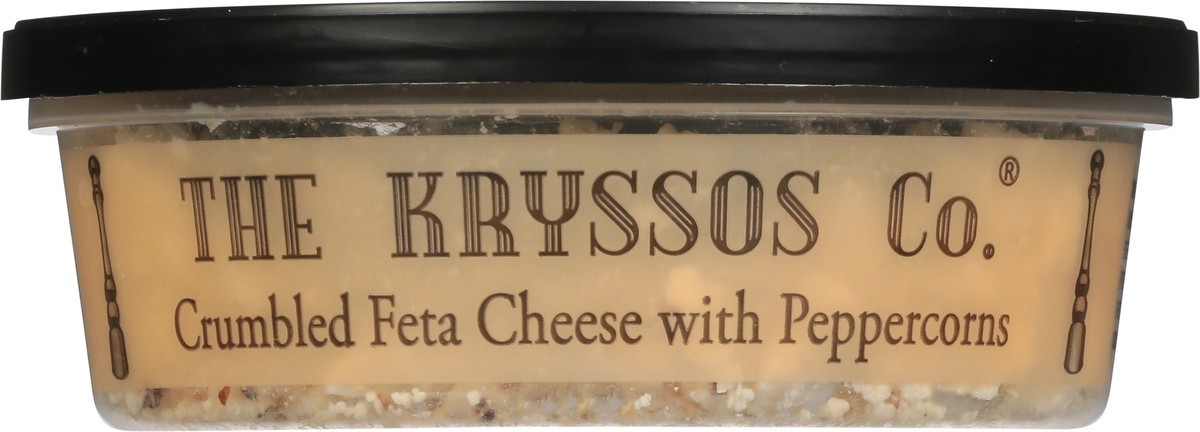 THE KRYSSOS Co.®
Crumbled Feta Cheese with Peppercorns